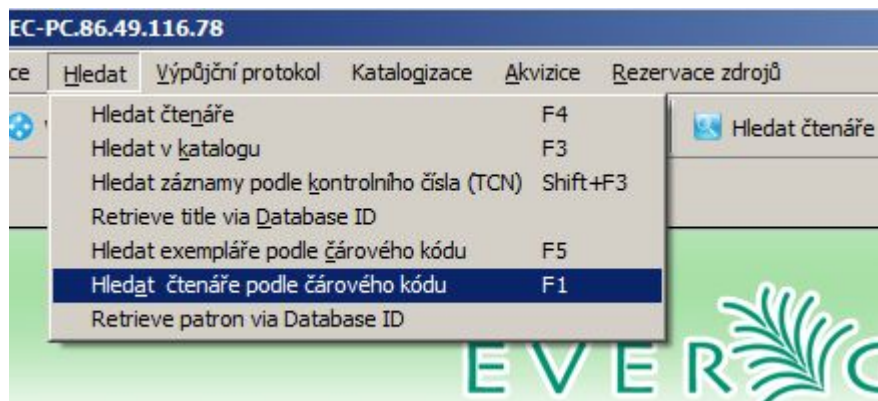 EC-PC.86.49.116.78
ce Hledat Výpůjční protokol Katalogizace Akvizice Rezervace zdrojů
Hledat čtenáře F4
Hledat čtenáře
Hledat v katalogu F3
Hledat záznamy podle kontrolního čísla (TCN) Shift+F3
Retrieve title via Database ID
Hledat exempláře podle čárového kódu F5
Hledat čtenáře podle čárového kódu F1
Retrieve patron via Database ID
EVER